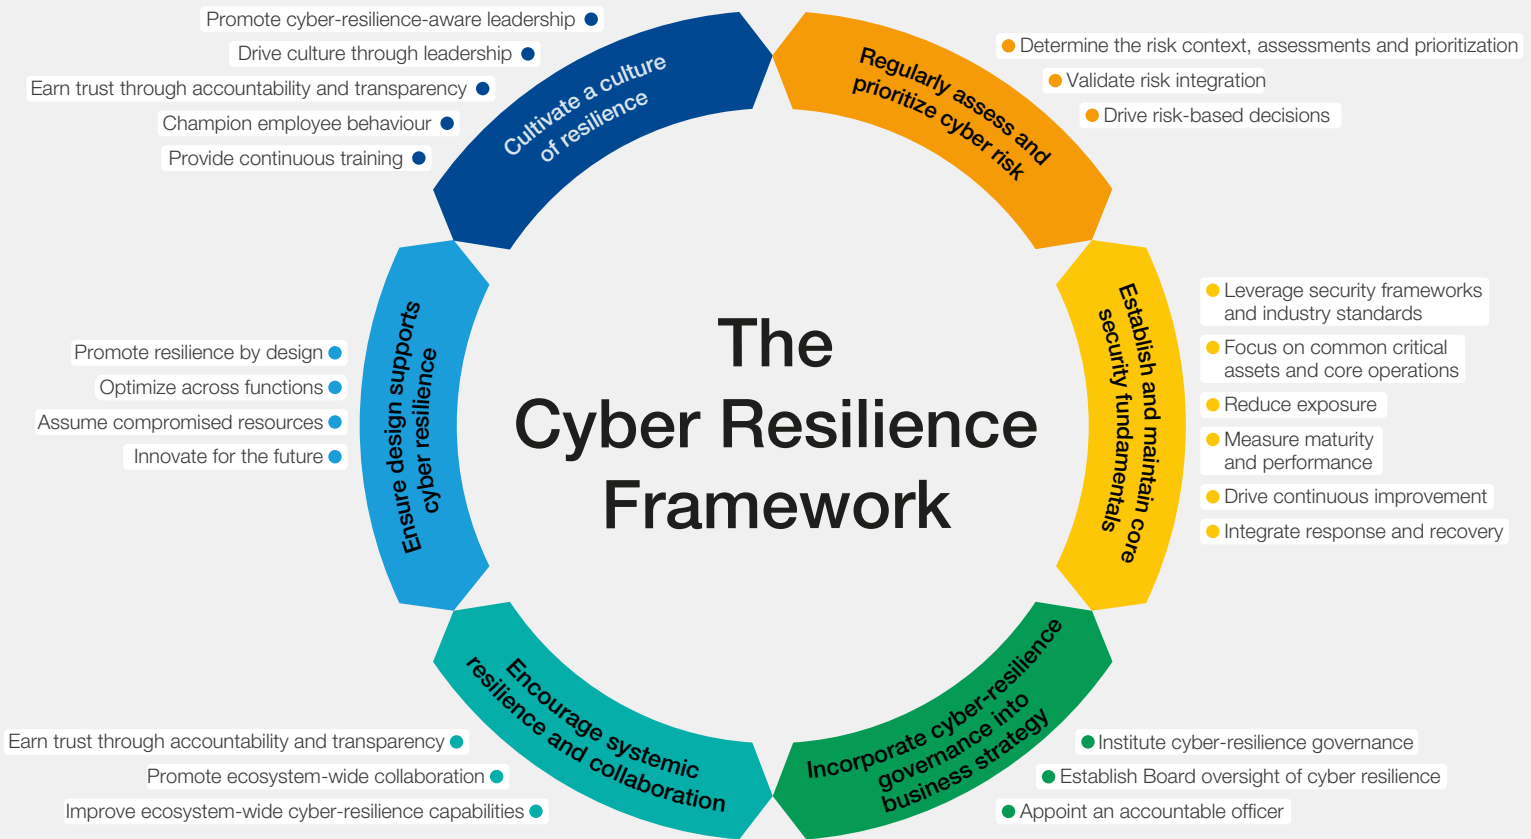 Promote cyber-resilience-aware leadership
Drive culture through leadership
Earn trust through accountability and transparency
Champion employee behaviour
Provide continuous training
Cultivate a culture
of resilience
Regularly assess and
prioritize cyber risk
Determine the risk context, assessments and prioritization
Validate risk integration
Drive risk-based decisions
Establish and maintain core
security fundamentals
Leverage security frameworks
and industry standards
Focus on common critical
assets and core operations
Reduce exposure
Measure maturity
and performance
Drive continuous improvement
Integrate response and recovery
The
Cyber Resilience
Framework
Promote resilience by design
Optimize across functions
Assume compromised resources
Innovate for the future
Ensure design supports
cyber resilience
Encourage systemic
resilience and collaboration
Earn trust through accountability and transparency
Promote ecosystem-wide collaboration
Improve ecosystem-wide cyber-resilience capabilities
Incorporate cyber-resilience
governance into
business strategy
Institute cyber-resilience governance
Establish Board oversight of cyber resilience
Appoint an accountable officer